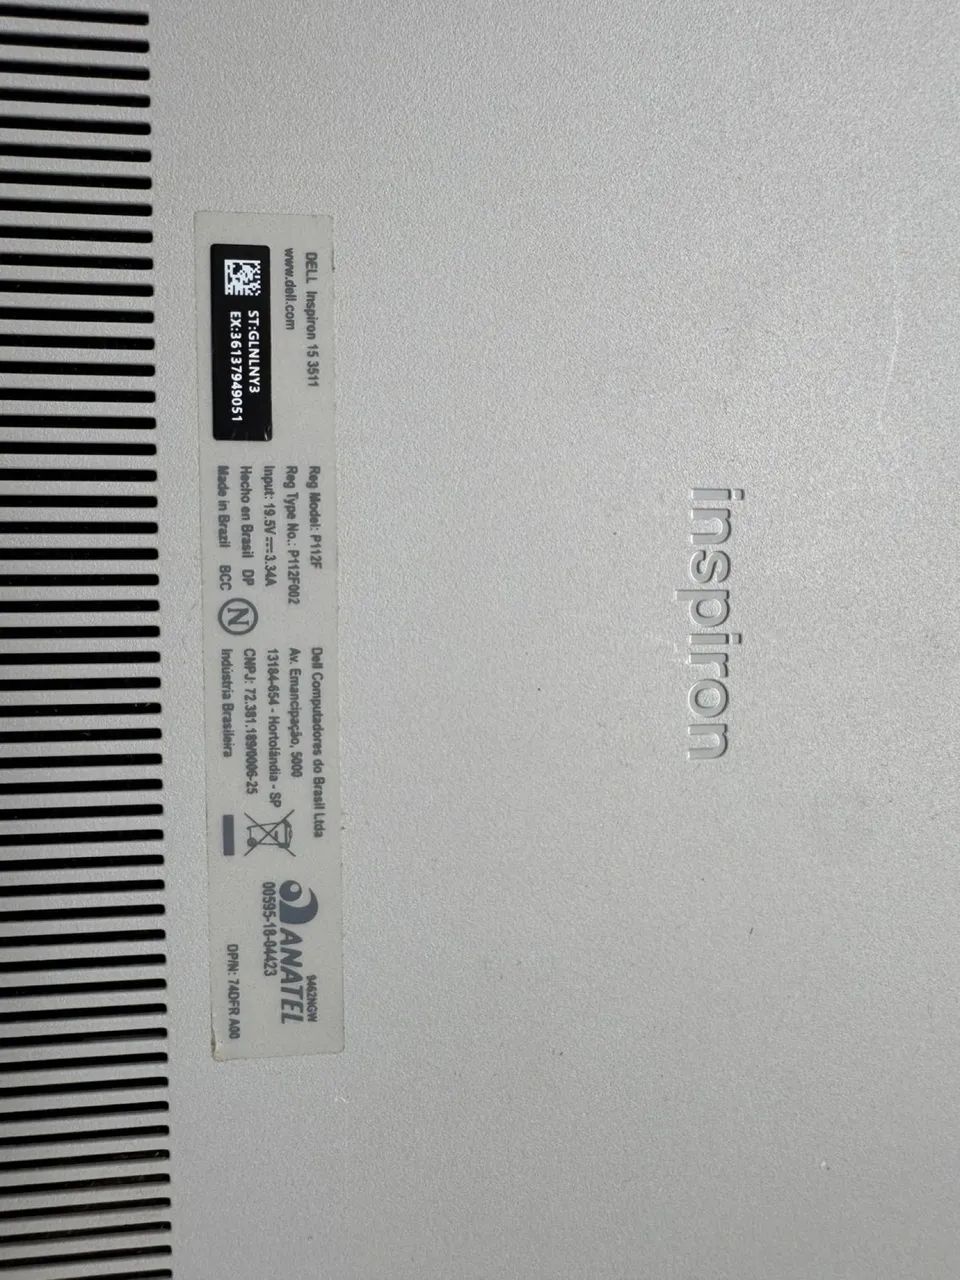 DELL Inspiron 15 3511
www.dell.com
ST:GLNLNY3
EX:36137949051
Reg Model: P112F
Reg Type No.: P112F002
Input: 19.5V⎓3.34A
Hecho en Brasil DP
Made in Brazil BCC
N
Dell Computadores do Brasil Ltda
Av. Emancipação, 5000
13184-654 - Hortolândia - SP
CNPJ: 72.381.189/0006-25
Indústria Brasileira
9462NGW
ANATEL
00595-18-04423
DP/N: 74DFR A00
inspiron